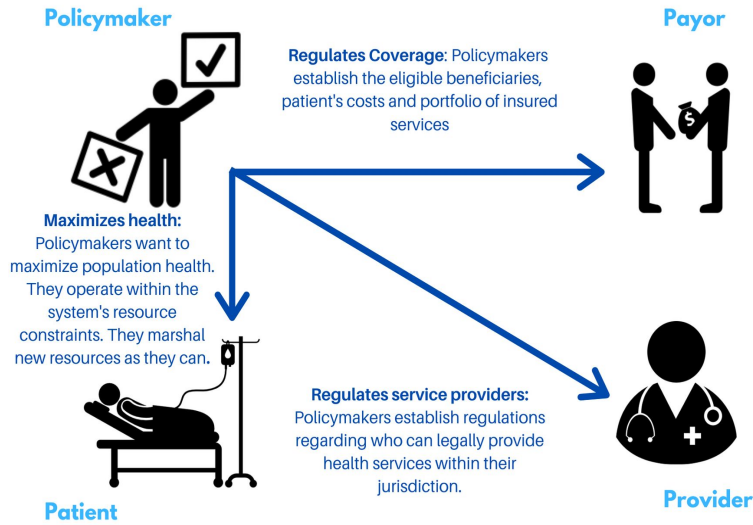 Policymaker
Payor
Regulates Coverage: Policymakers
establish the eligible beneficiaries,
patient's costs and portfolio of insured
services
$
Maximizes health:
Policymakers want to
maximize population health.
They operate within the
system's resource
constraints. They marshal
new resources as they can.
Regulates service providers:
Policymakers establish regulations
regarding who can legally provide
health services within their
jurisdiction.
Patient
Provider